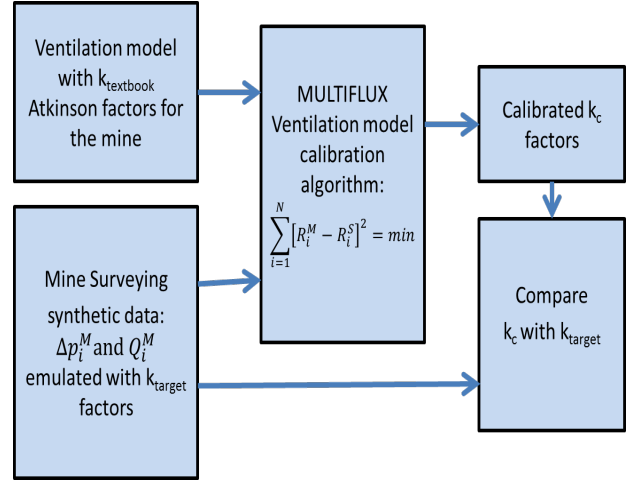 Ventilation model
with k_textbook
Atkinson factors for
the mine
MULTIFLUX
Ventilation model
calibration
algorithm:
\sum_{i=1}^{N}[R_i^M − R_i^S]^2 = min
Calibrated k_c
factors
Mine Surveying
synthetic data:
Δp_i^M and Q_i^M
emulated with k_target
factors
Compare
k_c with k_target